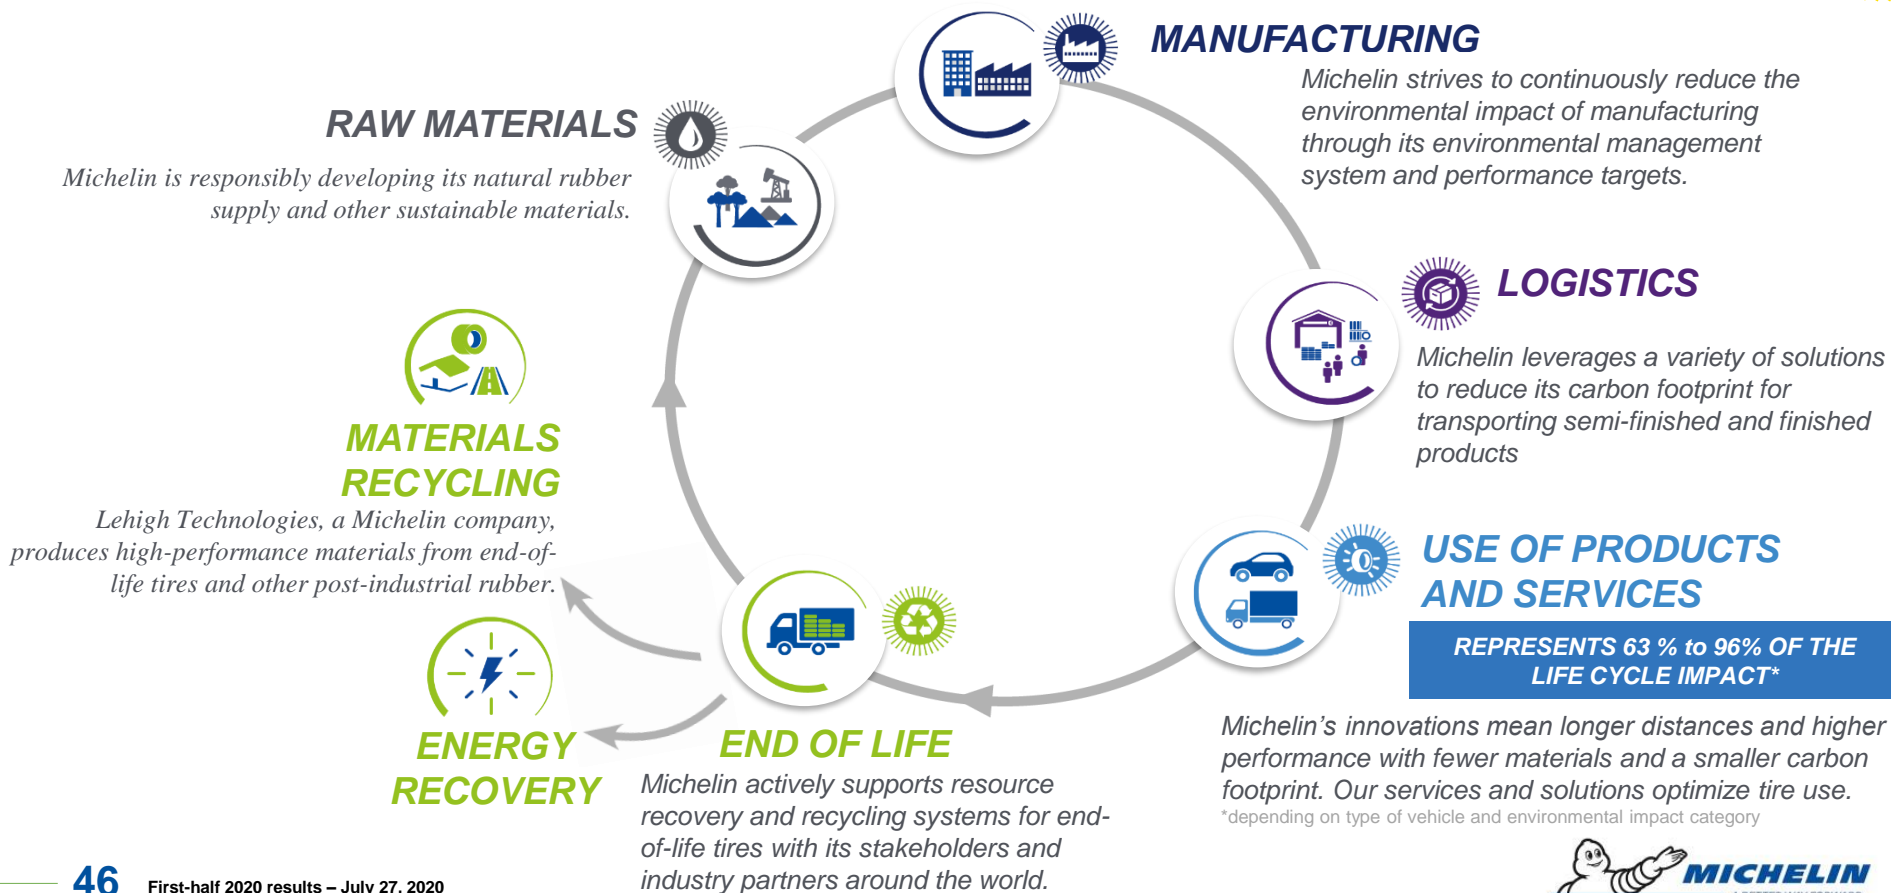 MANUFACTURING
Michelin strives to continuously reduce the
environmental impact of manufacturing
through its environmental management
system and performance targets.
RAW MATERIALS
Michelin is responsibly developing its natural rubber
supply and other sustainable materials.
LOGISTICS
Michelin leverages a variety of solutions
to reduce its carbon footprint for
transporting semi-finished and finished
products
MATERIALS
RECYCLING
Lehigh Technologies, a Michelin company,
produces high-performance materials from end-of-
life tires and other post-industrial rubber.
USE OF PRODUCTS
AND SERVICES
REPRESENTS 63 % to 96% OF THE
LIFE CYCLE IMPACT*
Michelin’s innovations mean longer distances and higher
performance with fewer materials and a smaller carbon
footprint. Our services and solutions optimize tire use.
*depending on type of vehicle and environmental impact category
ENERGY
RECOVERY
END OF LIFE
Michelin actively supports resource
recovery and recycling systems for end-
of-life tires with its stakeholders and
industry partners around the world.
46
First-half 2020 results – July 27, 2020
MICHELIN